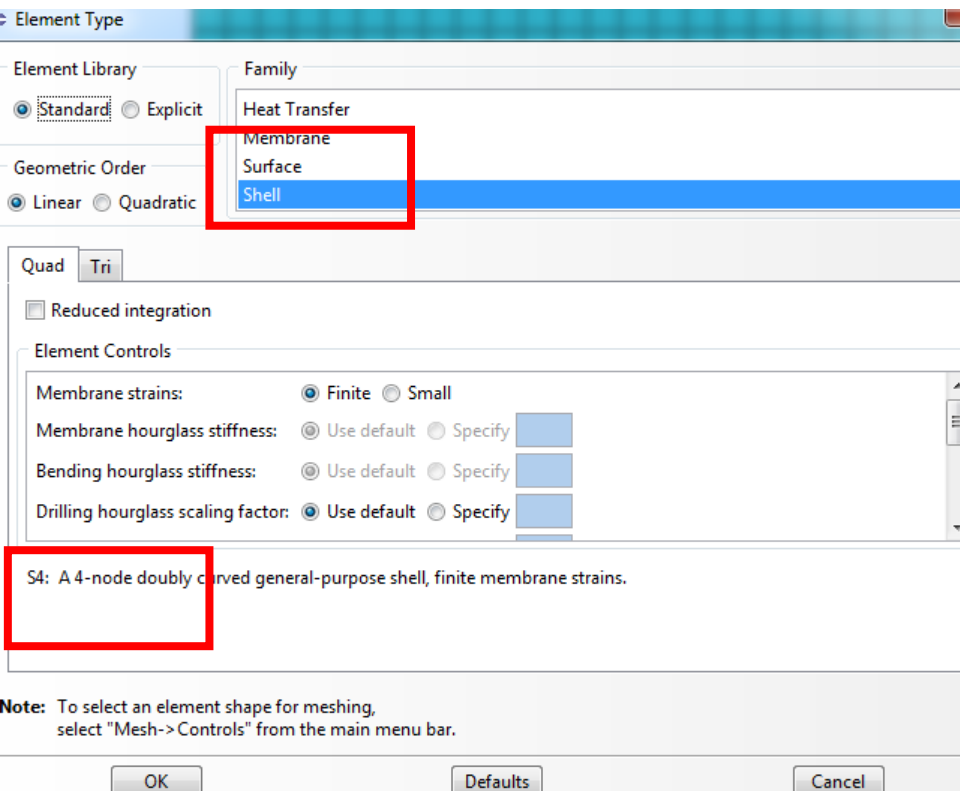 Element Type
Element Library
Family
Standard Explicit
Heat Transfer
Membrane
Surface
Shell
Geometric Order
Linear Quadratic
Quad Tri
Reduced integration
Element Controls
Membrane strains: Finite Small
Membrane hourglass stiffness: Use default Specify
Bending hourglass stiffness: Use default Specify
Drilling hourglass scaling factor: Use default Specify
S4: A 4-node doubly curved general-purpose shell, finite membrane strains.
Note: To select an element shape for meshing,
select "Mesh->Controls" from the main menu bar.
OK Defaults Cancel